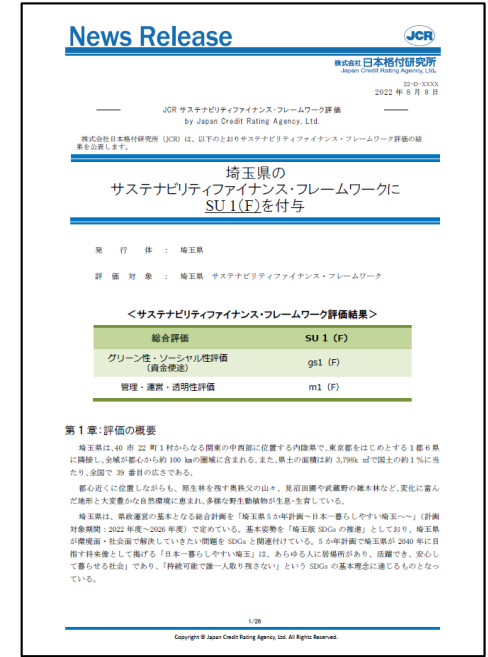 News Release
JCR
株式会社 日本格付研究所
Japan Credit Rating Agency, Ltd.
22-D-XXXX
2022 年 8 月 8 日
JCR サステナビリティファイナンス・フレームワーク評価
by Japan Credit Rating Agency, Ltd.
株式会社日本格付研究所 (JCR) は、以下のとおりサステナビリティファイナンス・フレームワーク評価の結
果を公表します。
埼玉県の
サステナビリティファイナンス・フレームワークに
SU 1(F)を付与
発 行 体 : 埼玉県
評 価 対 象 : 埼玉県 サステナビリティファイナンス・フレームワーク
<サステナビリティファイナンス・フレームワーク評価結果>
総合評価 SU 1 (F)
グリーン性・ソーシャル性評価
(資金使途) gs1 (F)
管理・運営・透明性評価 m1 (F)
第 1 章:評価の概要
埼玉県は、40 市 22 町 1 村からなる関東の中西部に位置する内陸県で、東京都をはじめとする 1 都 6 県
に隣接し、全域が都心から約 100 kmの圏域に含まれる。また、県土の面積は約 3,798k ㎡で国土の約 1%に当
たり、全国で 39 番目の広さである。
都心近くに位置しながらも、原生林を残す奥秩父の山々、見沼田圃や武蔵野の雑木林など、変化に富ん
だ地形と大変豊かな自然環境に恵まれ、多様な野生動植物が生息・生育している。
埼玉県は、県政運営の基本となる総合計画を「埼玉県 5 か年計画～日本一暮らしやすい埼玉へ～」(計画
対象期間:2022 年度～2026 年度) で定めている。基本姿勢を「埼玉版 SDGs の推進」としており、埼玉県
が環境面・社会面で解決していきたい問題を SDGs と関連付けている。5 か年計画で埼玉県が 2040 年に目
指す将来像として掲げる「日本一暮らしやすい埼玉」は、あらゆる人に居場所があり、活躍でき、安心し
て暮らせる社会」であり、「持続可能で誰一人取り残さない」という SDGs の基本理念に通じるものとなっ
ている。
1/26
Copyright © Japan Credit Rating Agency, Ltd. All Rights Reserved.